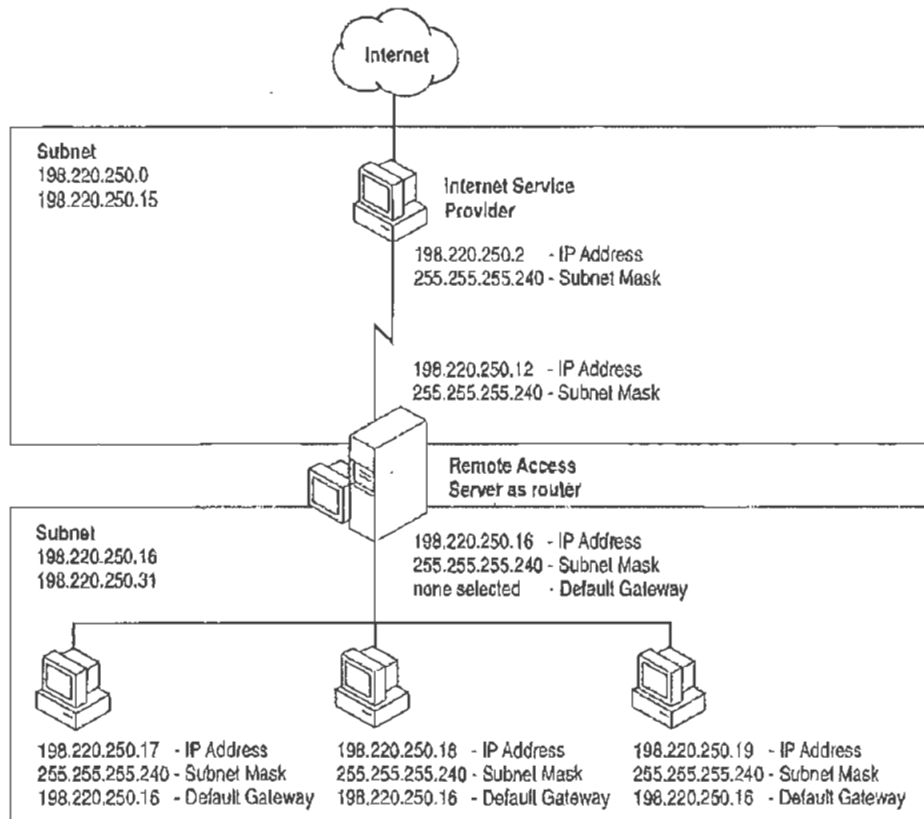 Internet
Subnet
198.220.250.0
198.220.250.15
Internet Service
Provider
198.220.250.2 - IP Address
255.255.255.240 - Subnet Mask
198.220.250.12 - IP Address
255.255.255.240 - Subnet Mask
Remote Access
Server as router
Subnet
198.220.250.16
198.220.250.31
198.220.250.16 - IP Address
255.255.255.240 - Subnet Mask
none selected - Default Gateway
198.220.250.17 - IP Address
255.255.255.240 - Subnet Mask
198.220.250.16 - Default Gateway
198.220.250.18 - IP Address
255.255.255.240 - Subnet Mask
198.220.250.16 - Default Gateway
198.220.250.19 - IP Address
255.255.255.240 - Subnet Mask
198.220.250.16 - Default Gateway